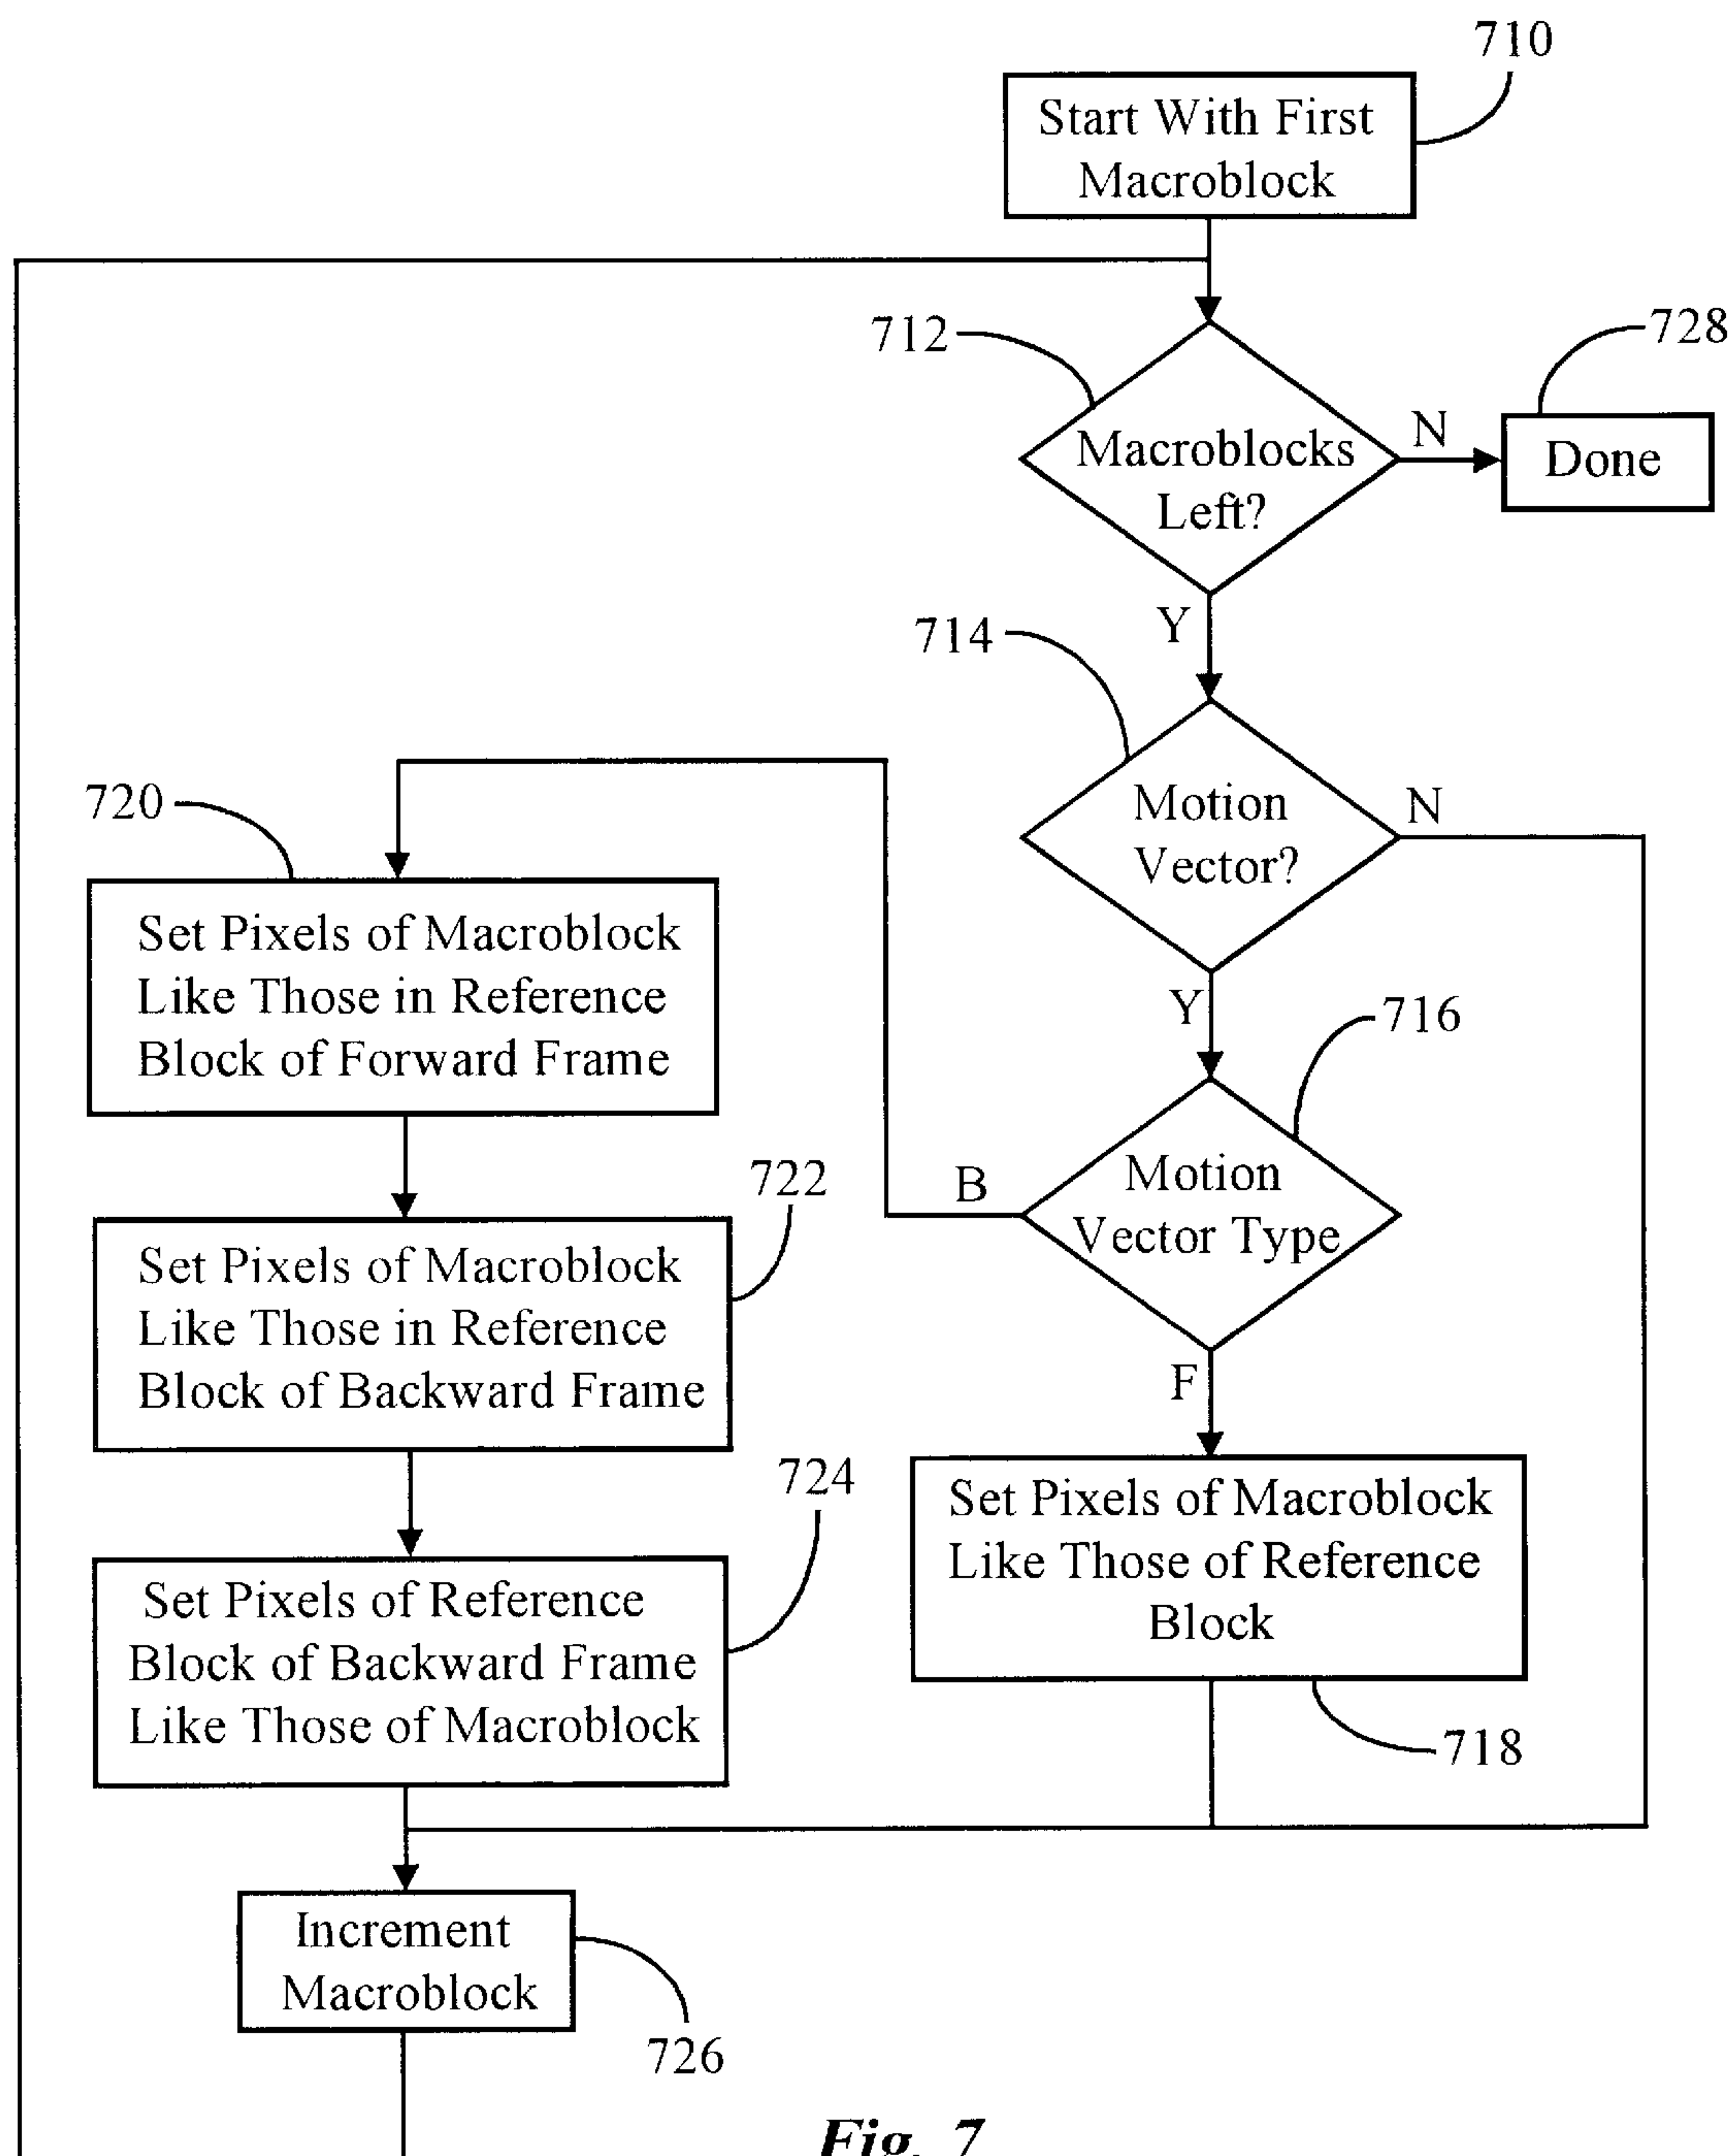 710
Start With First
Macroblock
712
728
Macroblocks
Left?
N
Done
Y
714
Motion
Vector?
N
720
Set Pixels of Macroblock
Like Those in Reference
Block of Forward Frame
Y
716
Motion
Vector Type
B
722
Set Pixels of Macroblock
Like Those in Reference
Block of Backward Frame
F
724
Set Pixels of Macroblock
Like Those of Reference
Block
Set Pixels of Reference
Block of Backward Frame
Like Those of Macroblock
718
Increment
Macroblock
726
Fig. 7